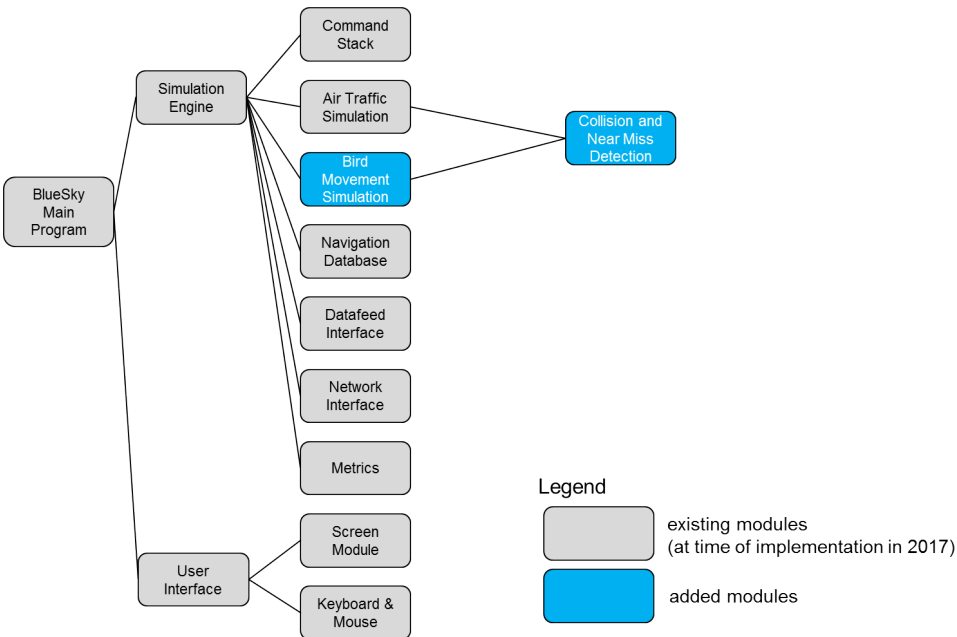 Command
Stack
Simulation
Engine
Air Traffic
Simulation
Collision and
Near Miss
Detection
Bird
Movement
Simulation
BlueSky
Main
Program
Navigation
Database
Datafeed
Interface
Network
Interface
Metrics
Screen
Module
User
Interface
Keyboard &
Mouse
Legend
existing modules
(at time of implementation in 2017)
added modules